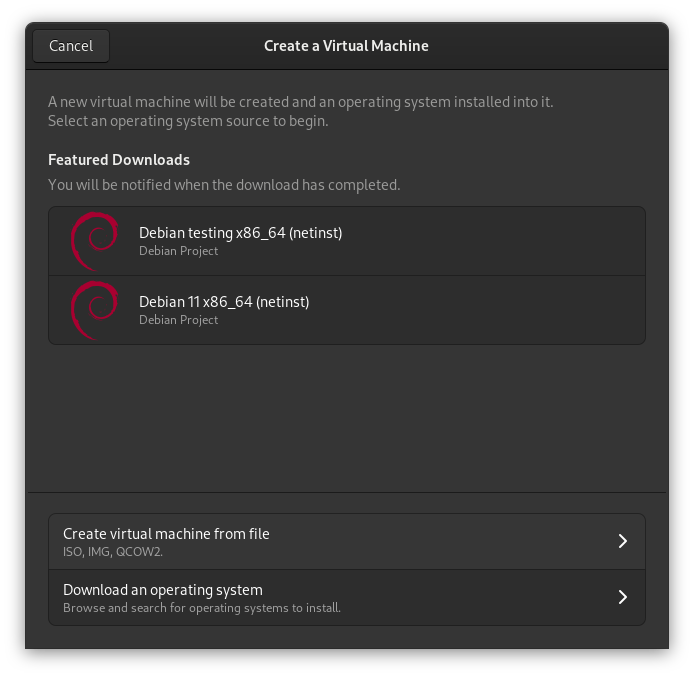 Cancel
Create a Virtual Machine
A new virtual machine will be created and an operating system installed into it.
Select an operating system source to begin.
Featured Downloads
You will be notified when the download has completed.
Debian testing x86_64 (netinst)
Debian Project
Debian 11 x86_64 (netinst)
Debian Project
Create virtual machine from file
ISO, IMG, QCOW2.
Download an operating system
Browse and search for operating systems to install.